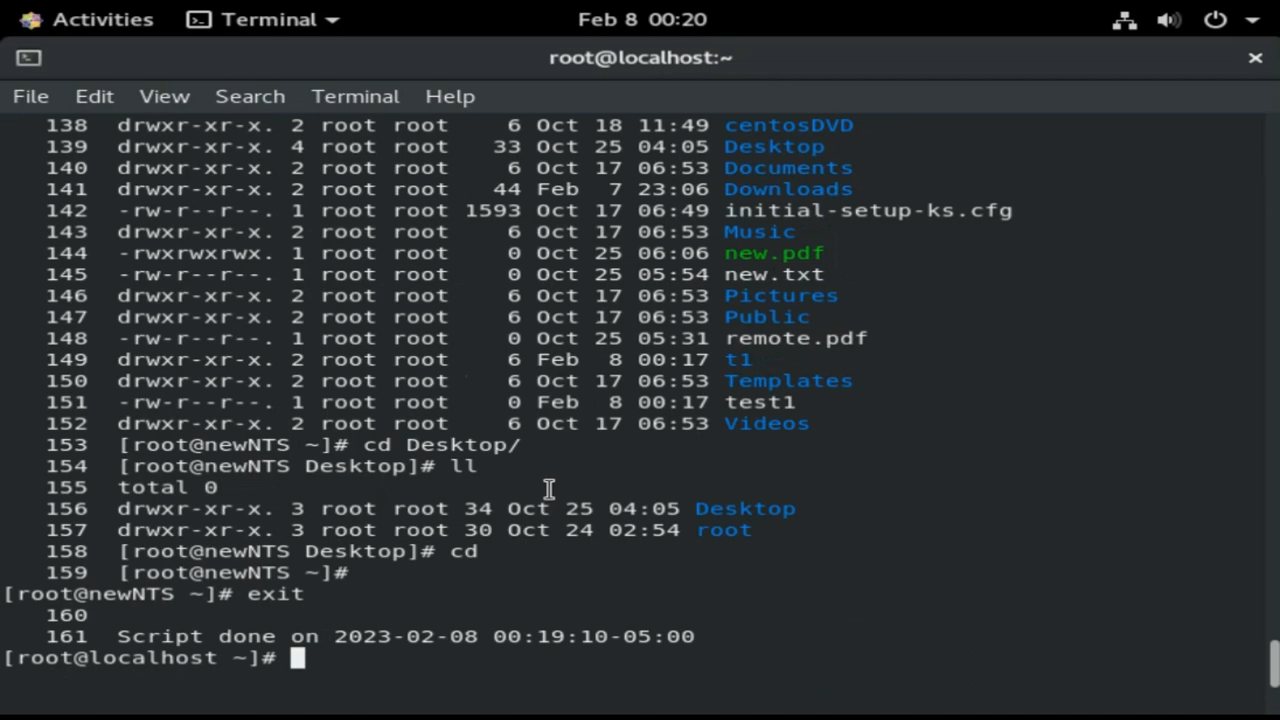 Activities Terminal Feb 8 00:20
root@localhost:~
File Edit View Search Terminal Help
138 drwxr-xr-x. 2 root root 6 Oct 18 11:49 centosDVD
139 drwxr-xr-x. 4 root root 33 Oct 25 04:05 Desktop
140 drwxr-xr-x. 2 root root 6 Oct 17 06:53 Documents
141 drwxr-xr-x. 2 root root 44 Feb 7 23:06 Downloads
142 -rw-r--r--. 1 root root 1593 Oct 17 06:49 initial-setup-ks.cfg
143 drwxr-xr-x. 2 root root 6 Oct 17 06:53 Music
144 -rwxrwxrwx. 1 root root 0 Oct 25 06:06 new.pdf
145 -rw-r--r--. 1 root root 0 Oct 25 05:54 new.txt
146 drwxr-xr-x. 2 root root 6 Oct 17 06:53 Pictures
147 drwxr-xr-x. 2 root root 6 Oct 17 06:53 Public
148 -rw-r--r--. 1 root root 0 Oct 25 05:31 remote.pdf
149 drwxr-xr-x. 2 root root 6 Feb 8 00:17 t1
150 drwxr-xr-x. 2 root root 6 Oct 17 06:53 Templates
151 -rw-r--r--. 1 root root 0 Feb 8 00:17 test1
152 drwxr-xr-x. 2 root root 6 Oct 17 06:53 Videos
153 [root@newNTS ~]# cd Desktop/
154 [root@newNTS Desktop]# ll
155 total 0
156 drwxr-xr-x. 3 root root 34 Oct 25 04:05 Desktop
157 drwxr-xr-x. 3 root root 30 Oct 24 02:54 root
158 [root@newNTS Desktop]# cd
159 [root@newNTS ~]#
[root@newNTS ~]# exit
160
161 Script done on 2023-02-08 00:19:10-05:00
[root@localhost ~]#